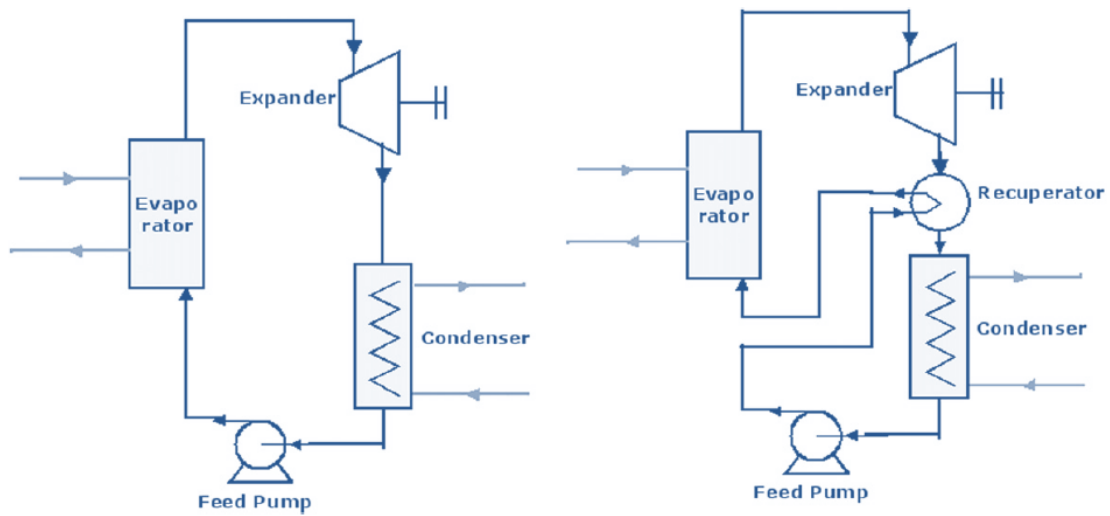 Expander
Evapo
rator
Condenser
Feed Pump
Expander
Evapo
rator
Recuperator
Condenser
Feed Pump